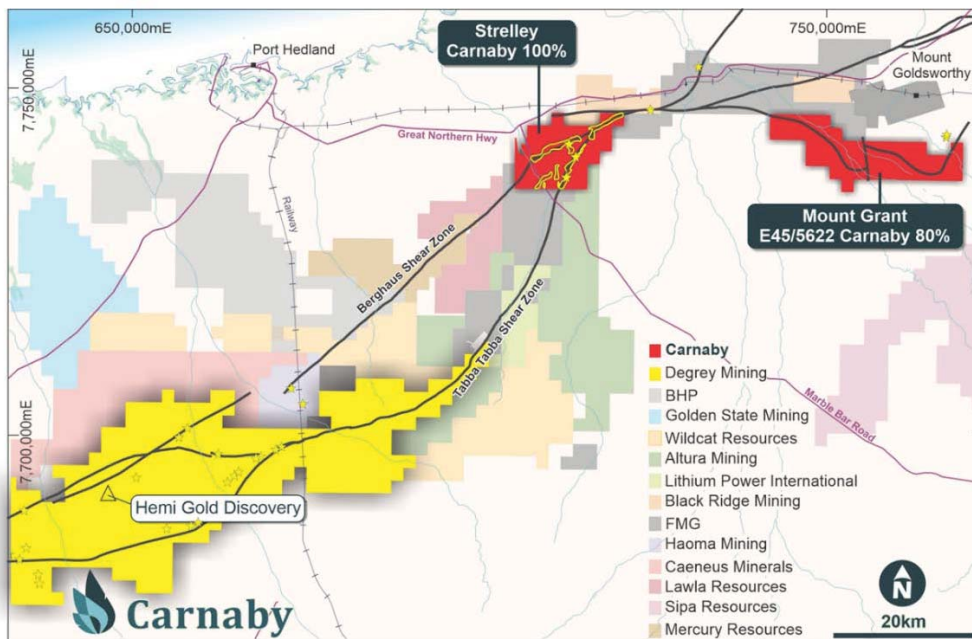 650,000mE
750,000mE
7,750,000mE
7,700,000mE
Port Hedland
Strelley
Carnaby 100%
Mount
Goldsworthy
Great Northern Hwy
Mount Grant
E45/5622 Carnaby 80%
Railway
Berghaus Shear Zone
Tabba Tabba Shear Zone
Marble Bar Road
Hemi Gold Discovery
Carnaby
Degrey Mining
BHP
Golden State Mining
Wildcat Resources
Altura Mining
Lithium Power International
Black Ridge Mining
FMG
Haoma Mining
Caeneus Minerals
Lawla Resources
Sipa Resources
Mercury Resources
N
20km
Carnaby